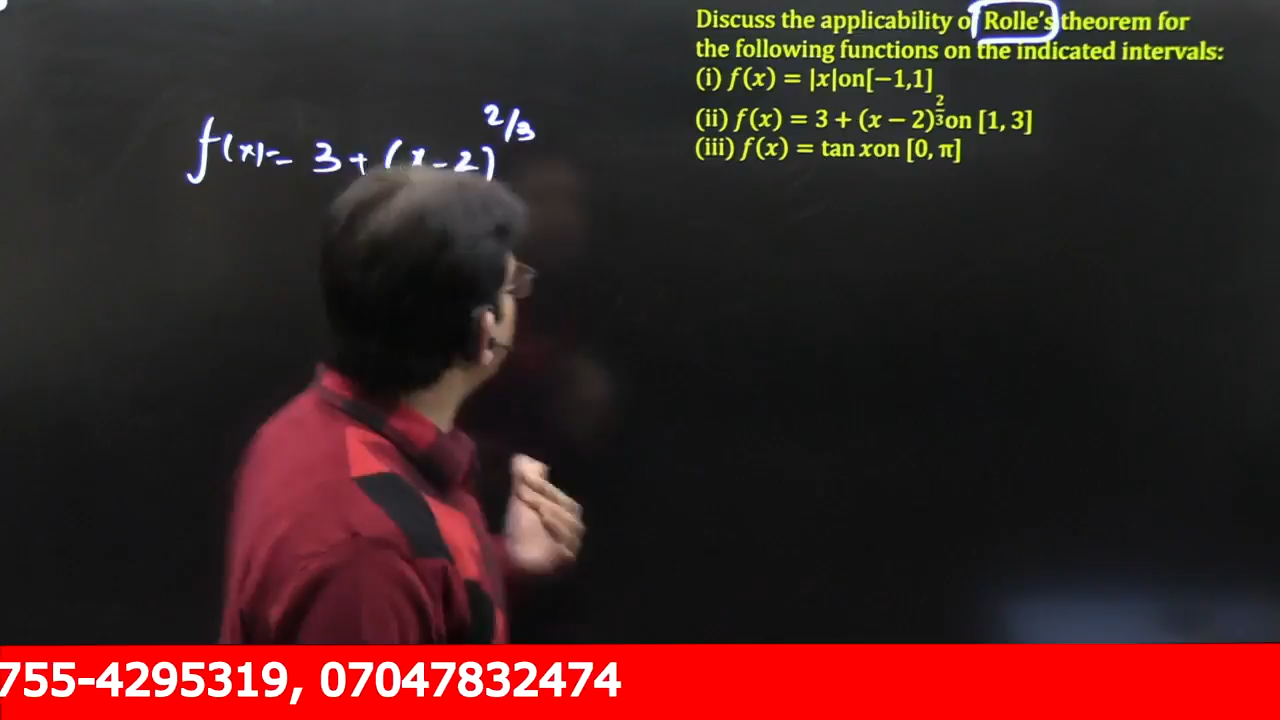 Discuss the applicability of Rolle's theorem for
the following functions on the indicated intervals:
(i) f(x) = |x|on[−1,1]
(ii) f(x) = 3 + (x − 2)^{2/3}on [1, 3]
(iii) f(x) = tan xon [0, π]
f(x) = 3 + (x - 2)^{2/3}
755-4295319, 07047832474